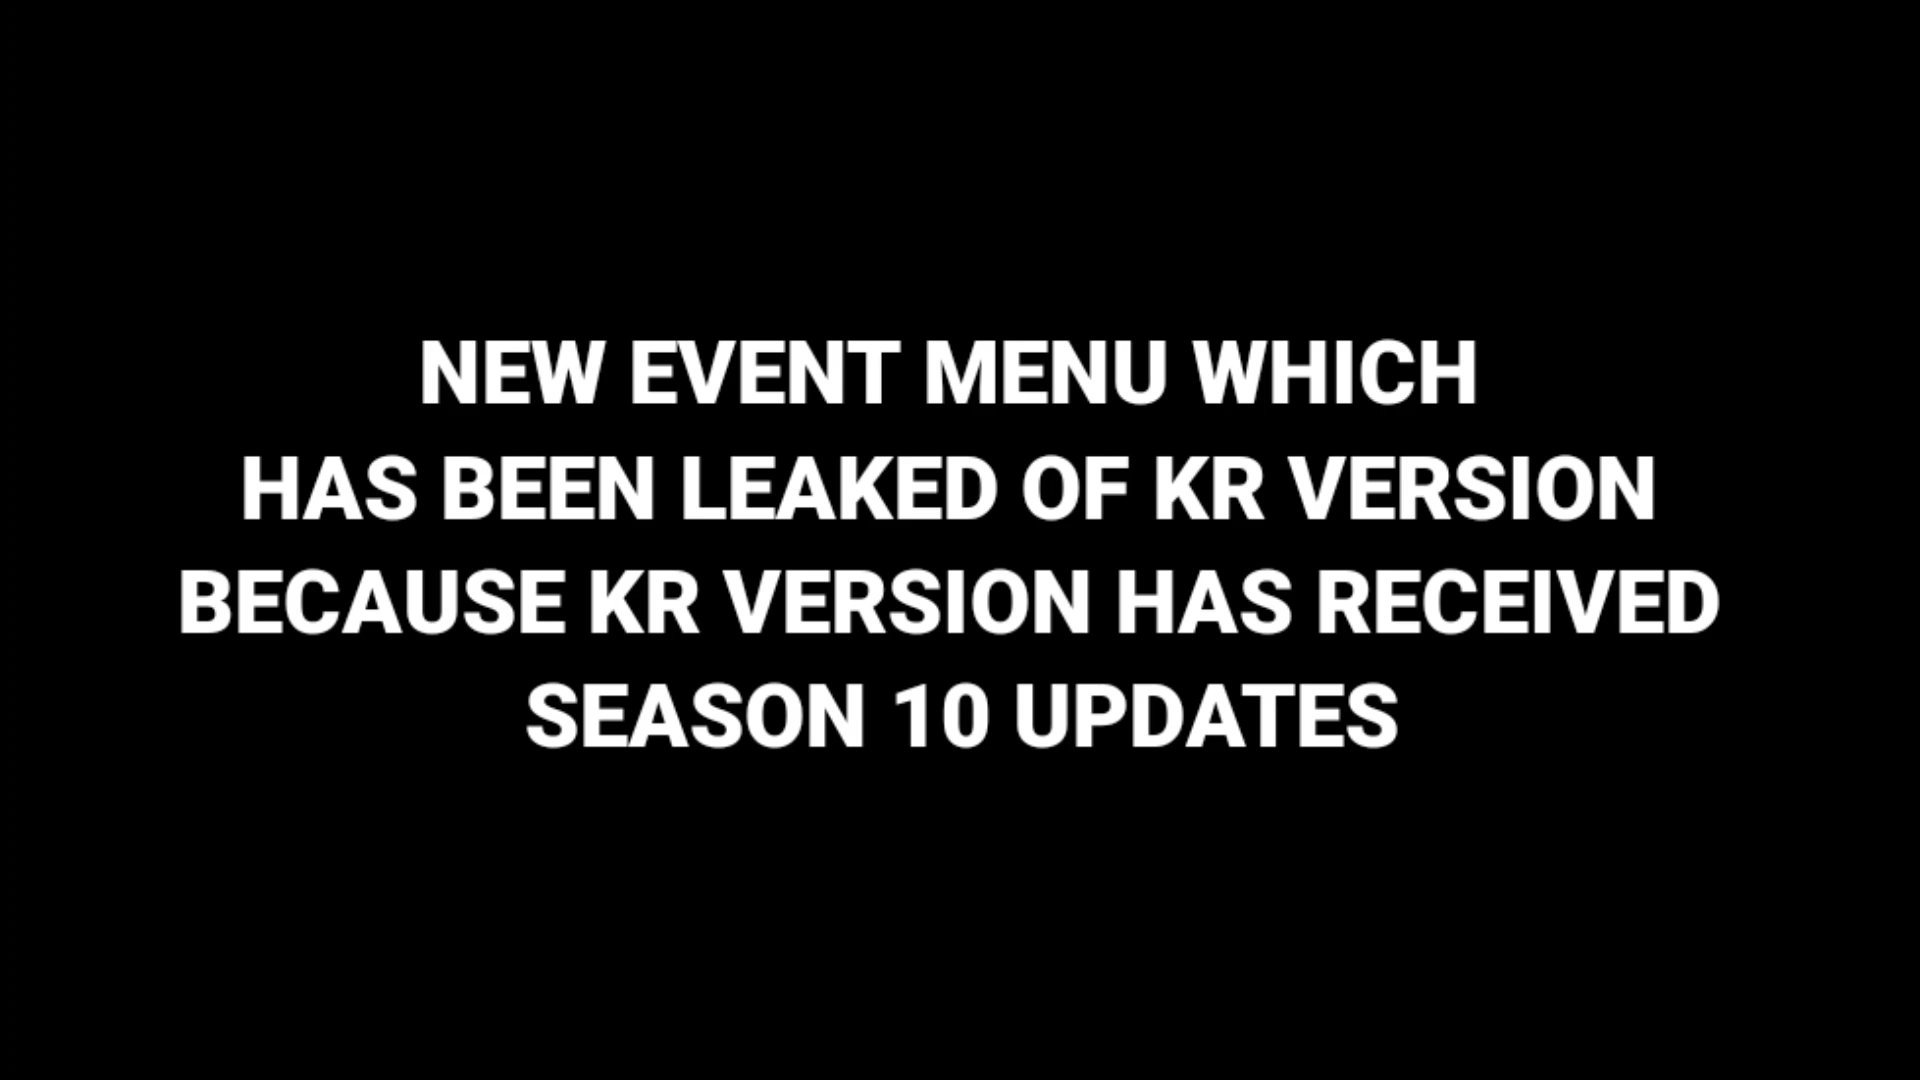 NEW EVENT MENU WHICH
HAS BEEN LEAKED OF KR VERSION
BECAUSE KR VERSION HAS RECEIVED
SEASON 10 UPDATES